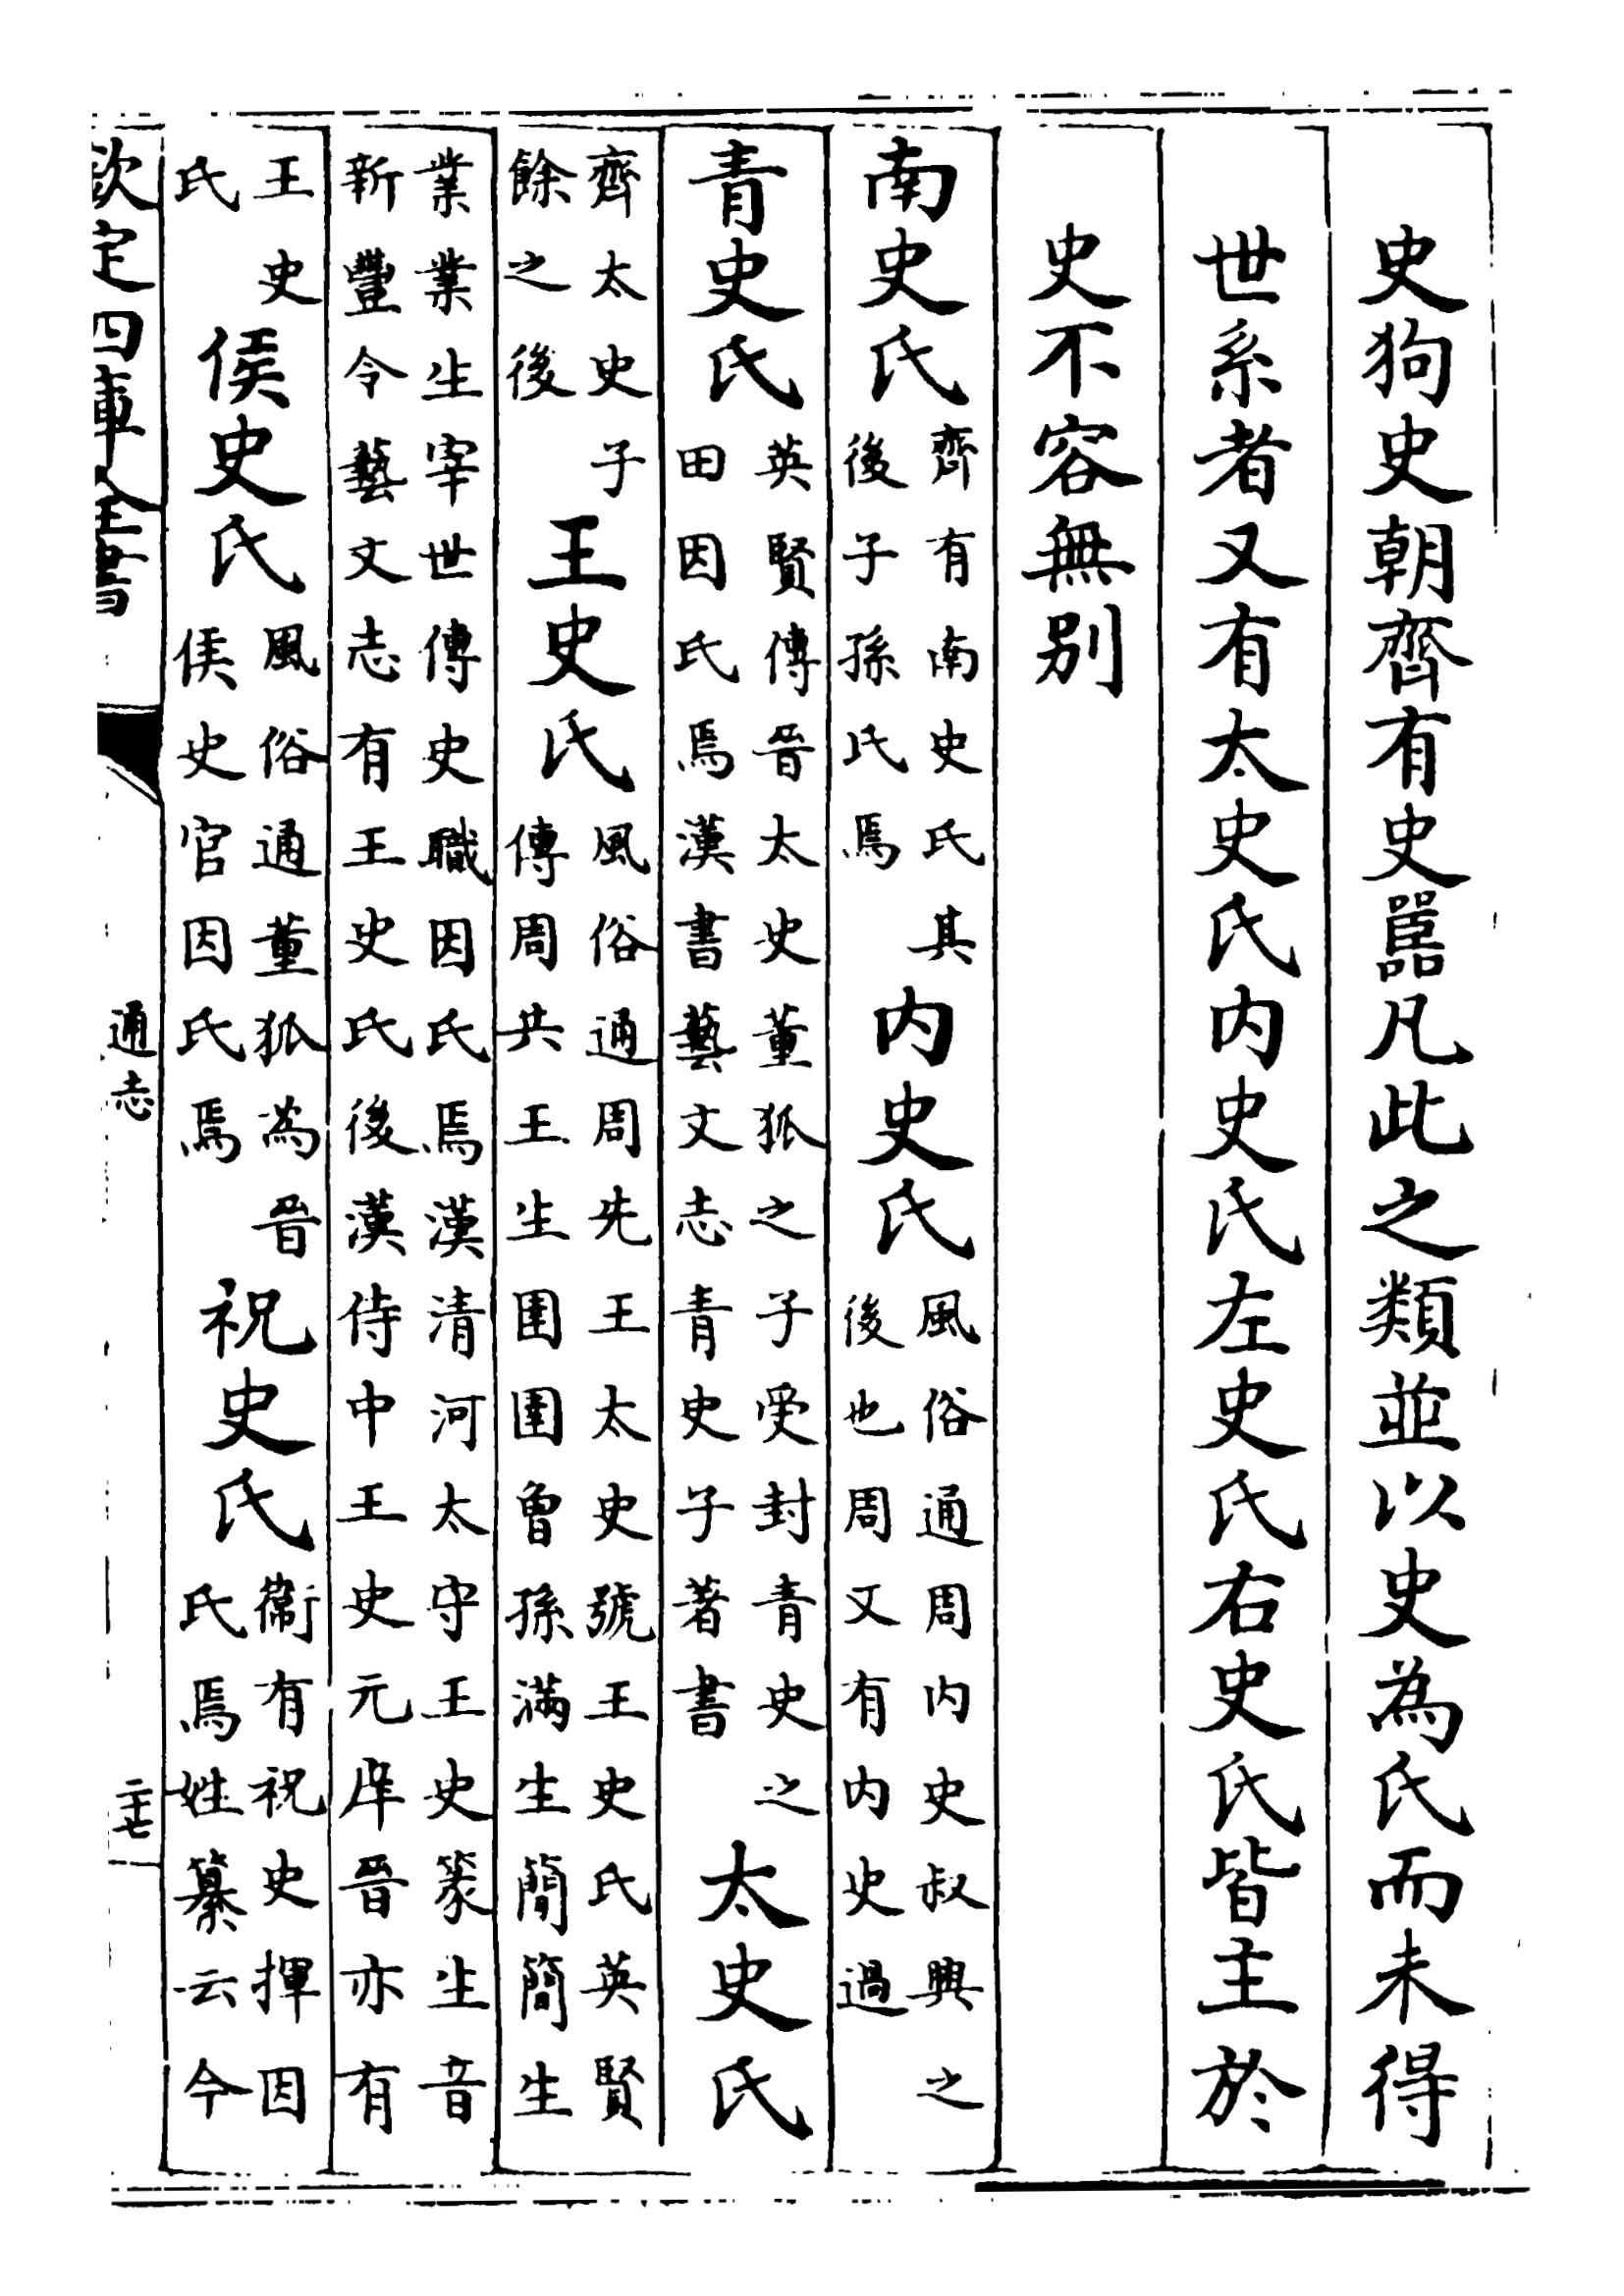 史狗史朝齊有史嚚凡此之類並以史為氏而未得
世系者又有太史氏内史氏左史氏右史氏皆主於
史不容無别
南史氏齊有南史氏其後子孫氏焉内史氏風俗通周内史叔興之後也周又有内史過
青史氏英賢傳晉太史董狐之子受封青史之田因氏焉漢書藝文志青史子著書太史氏
齊太史子餘之後王史氏風俗通周先王太史號王史氏英賢傳周共王生圉圉曾孫滿生簡簡生
業業生宰世傳史職因氏焉漢清河太守王史篆生音新豐令藝文志有王史氏後漢侍中王史元庠晉亦有
王史氏侯史氏風俗通董狐為晉侯史官因氏焉祝史氏衞有祝史揮因氏焉姓纂云今
欽定四庫全書
通志
二十七